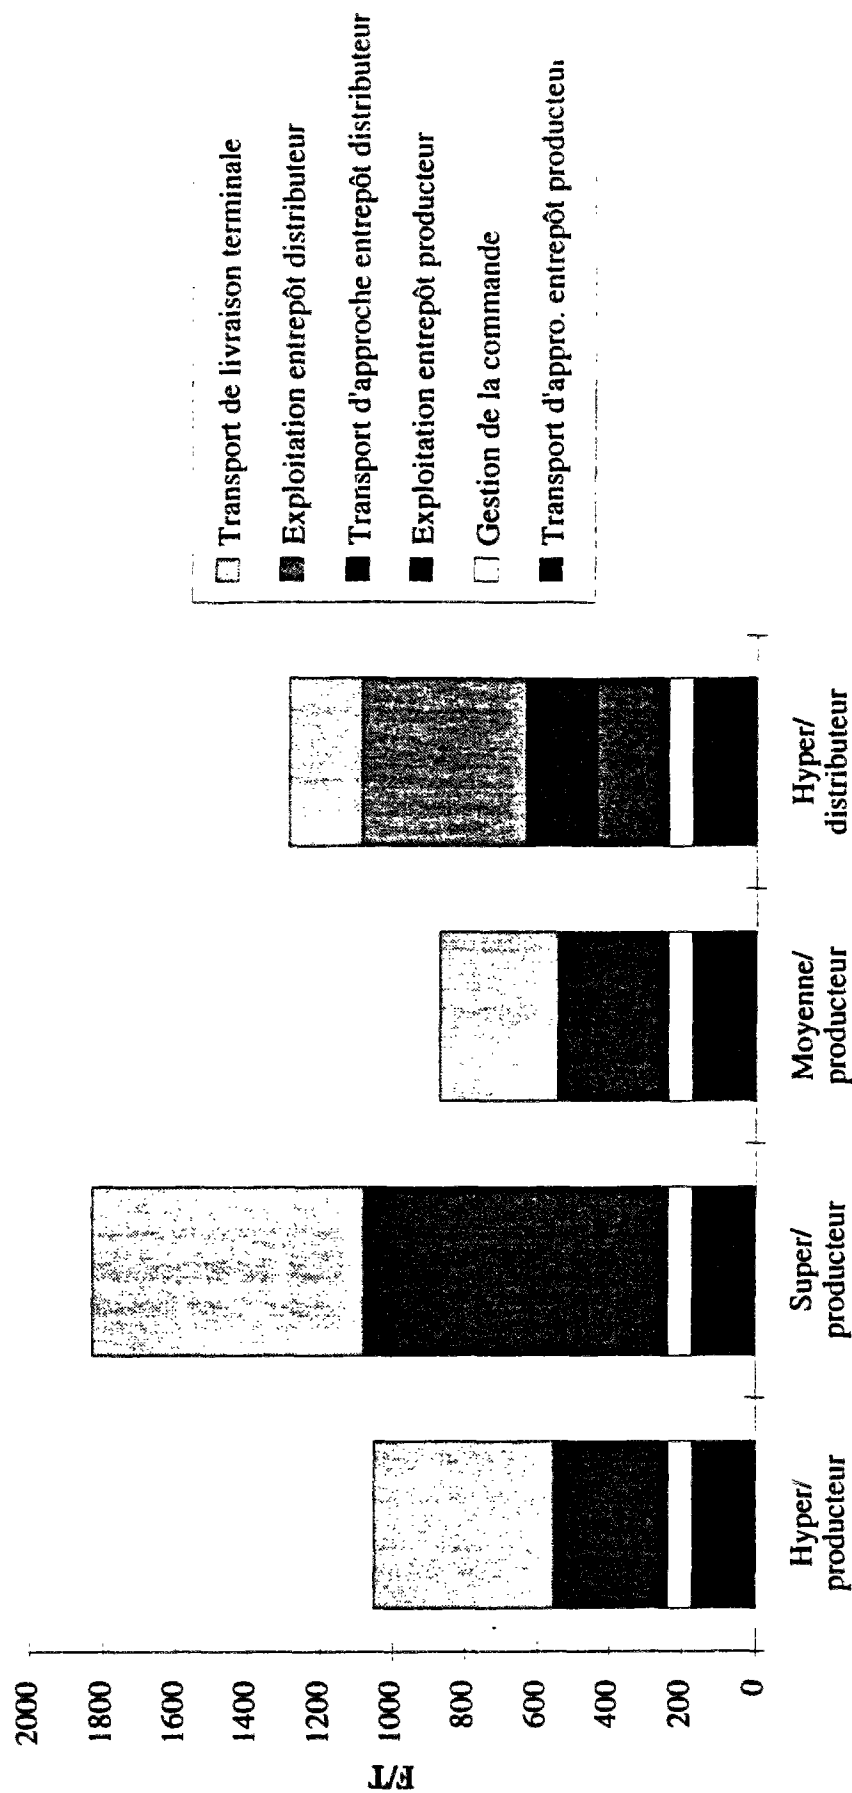 F/T
2000
1800
1600
1400
1200
1000
800
600
400
200
0
Hyper/
producteur
Super/
producteur
Moyenne/
producteur
Hyper/
distributeur
Transport de livraison terminale
Exploitation entrepôt distributeur
Transport d'approche entrepôt distributeur
Exploitation entrepôt producteur
Gestion de la commande
Transport d'appro. entrepôt producteur